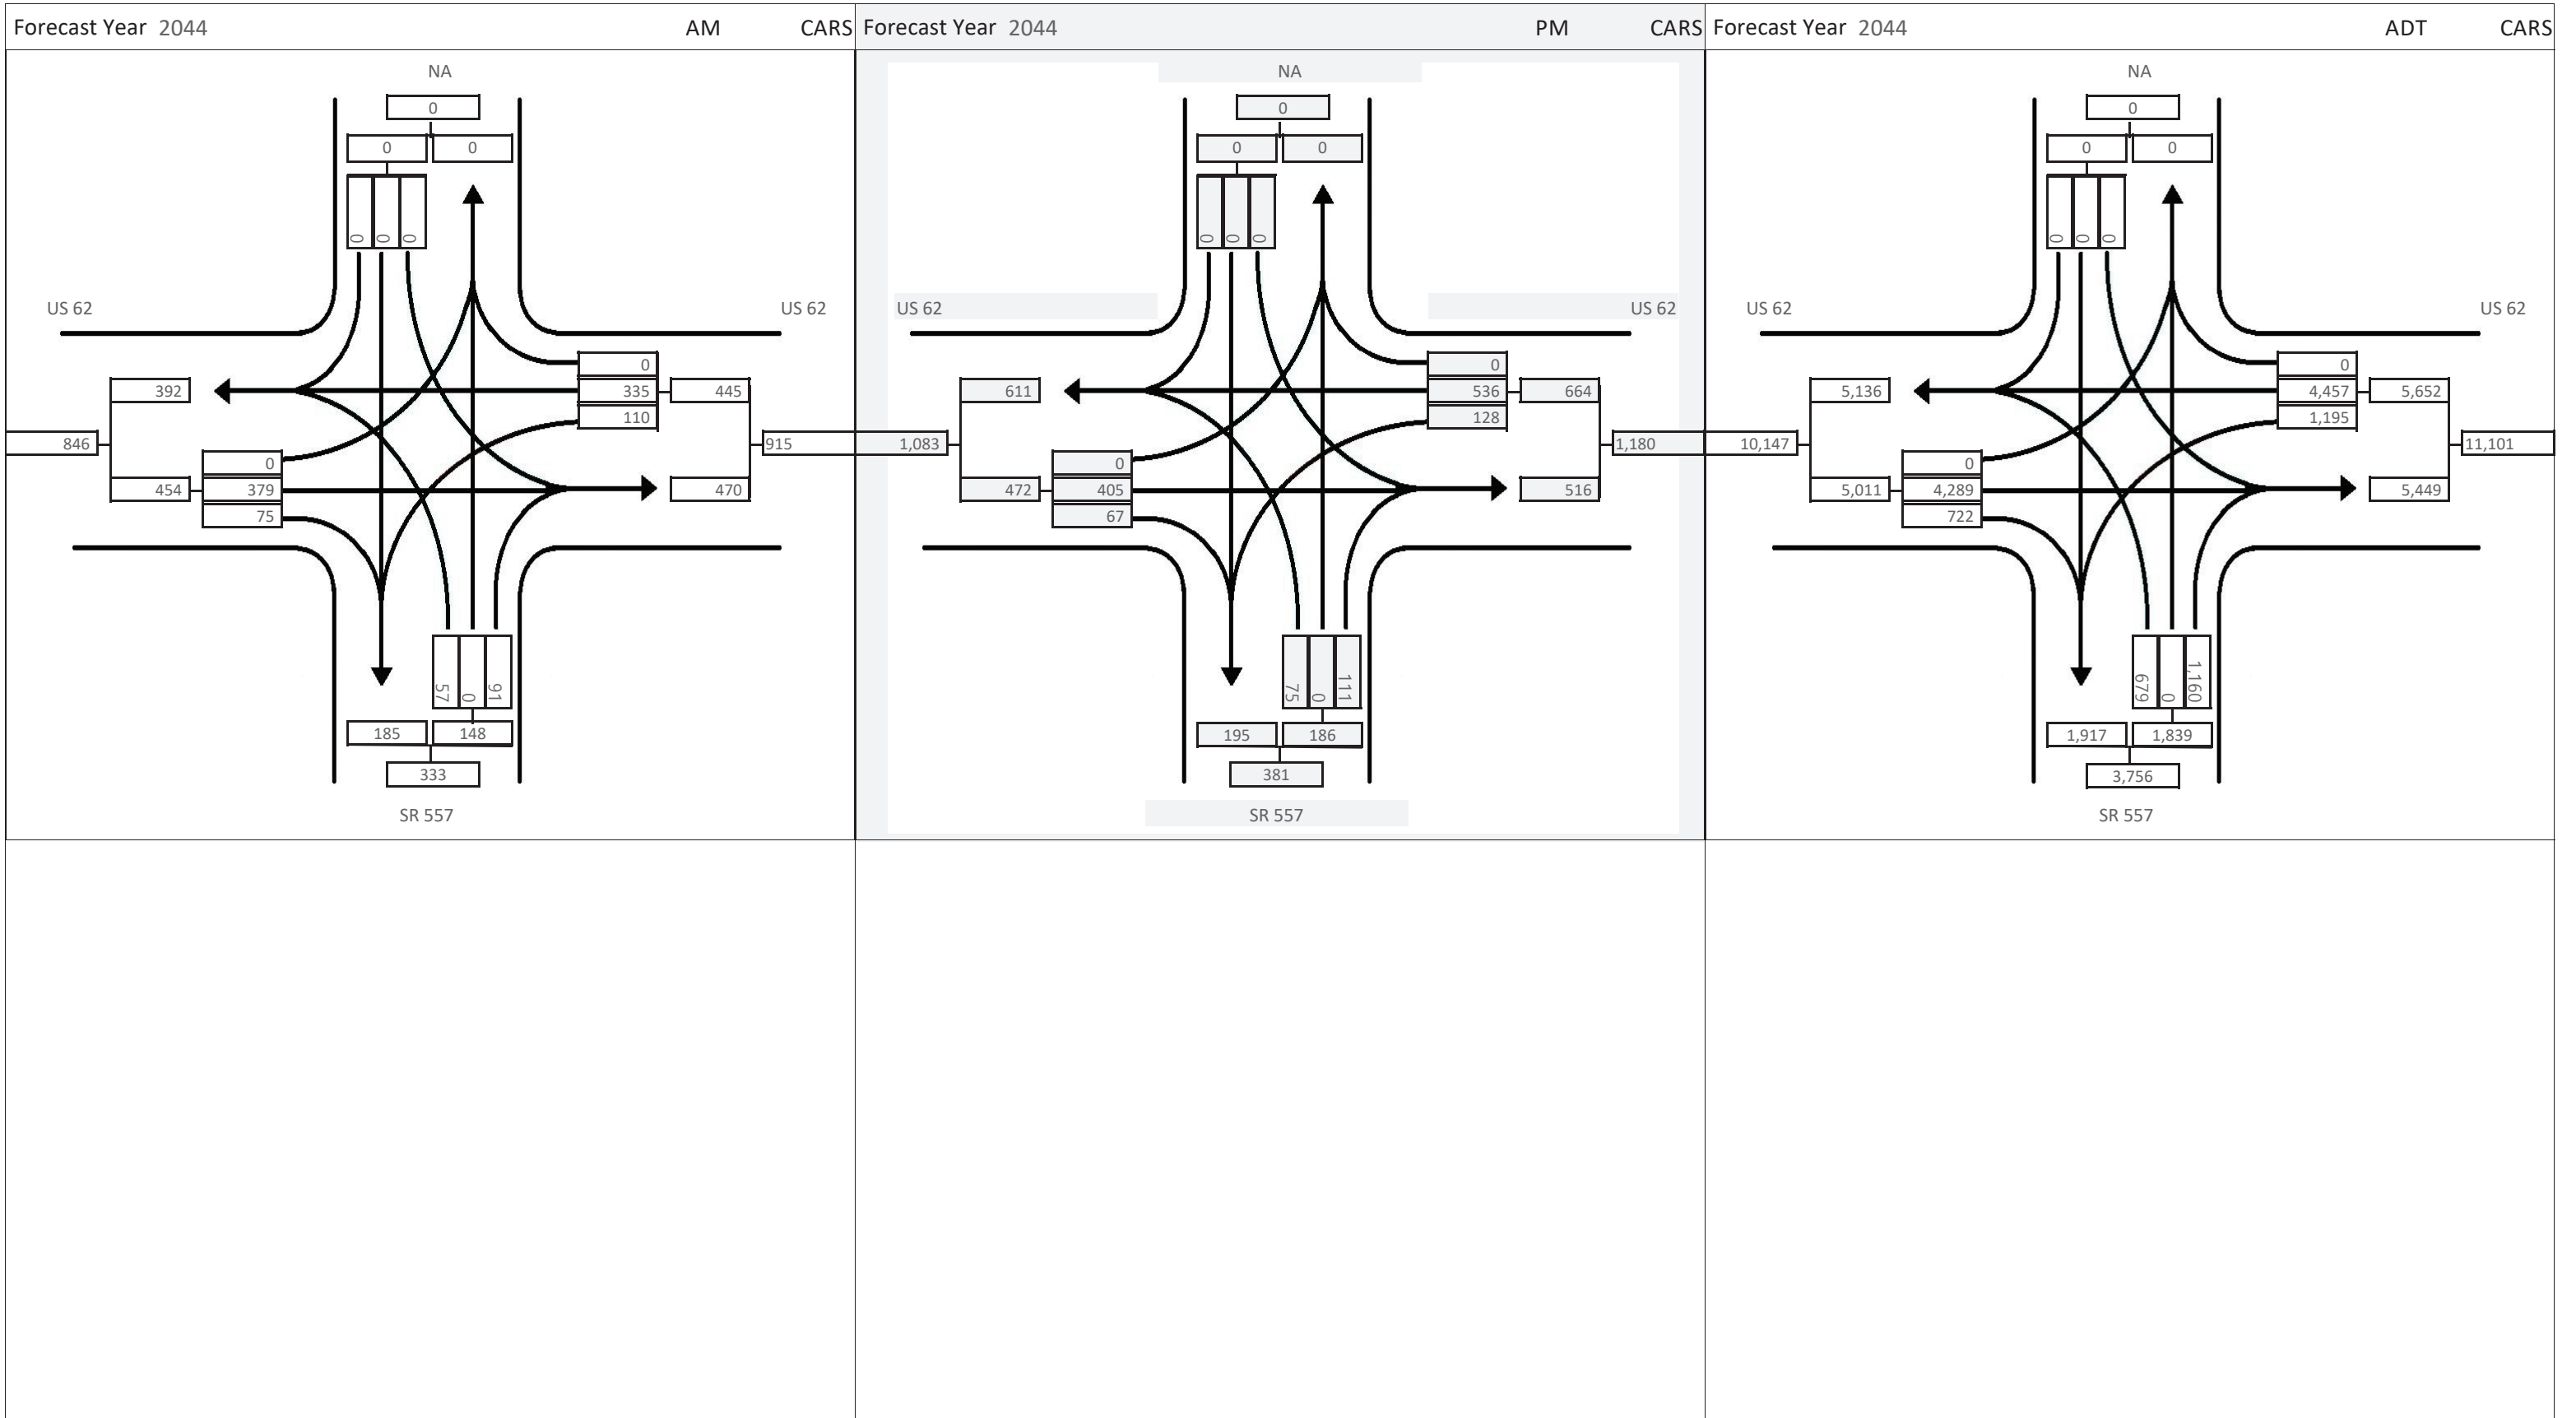 Forecast Year 2044 AM CARS
NA
0
0 0
0 0 0
US 62 US 62
0
392 335 445
110
846 915
0
454 379 470
75
57 0 91
185 148
333
SR 557
Forecast Year 2044 PM CARS
NA
0
0 0
0 0 0
US 62 US 62
0
611 536 664
128
1,083 1,180
0
472 405 516
67
75 0 111
195 186
381
SR 557
Forecast Year 2044 ADT CARS
NA
0
0 0
0 0 0
US 62 US 62
0
5,136 4,457 5,652
1,195
10,147 11,101
0
5,011 4,289 5,449
722
679 0 1,160
1,917 1,839
3,756
SR 557